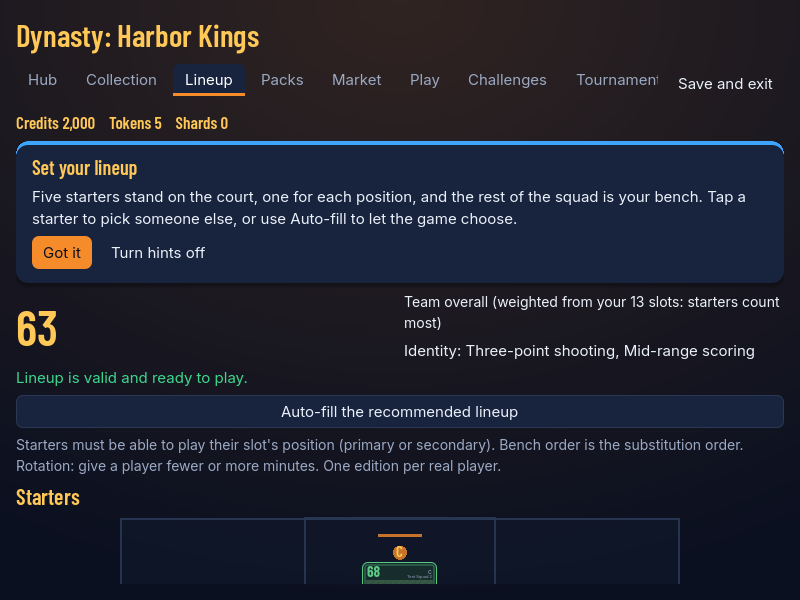 Dynasty: Harbor Kings
Hub Collection Lineup Packs Market Play Challenges Tournament Save and exit
Credits 2,000 Tokens 5 Shards 0
Set your lineup
Five starters stand on the court, one for each position, and the rest of the squad is your bench. Tap a
starter to pick someone else, or use Auto-fill to let the game choose.
Got it Turn hints off
63
Team overall (weighted from your 13 slots: starters count
most)
Identity: Three-point shooting, Mid-range scoring
Lineup is valid and ready to play.
Auto-fill the recommended lineup
Starters must be able to play their slot's position (primary or secondary). Bench order is the substitution order.
Rotation: give a player fewer or more minutes. One edition per real player.
Starters
C
68 C